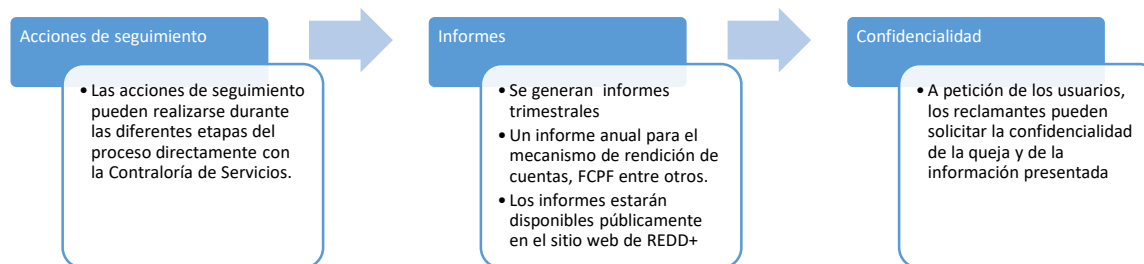 Acciones de seguimiento
• Las acciones de seguimiento
pueden realizarse durante
las diferentes etapas del
proceso directamente con
la Contraloría de Servicios.
Informes
• Se generan informes
trimestrales
• Un informe anual para el
mecanismo de rendición de
cuentas, FCPF entre otros.
• Los informes estarán
disponibles públicamente
en el sitio web de REDD+
Confidencialidad
• A petición de los usuarios,
los reclamantes pueden
solicitar la confidencialidad
de la queja y de la
información presentada